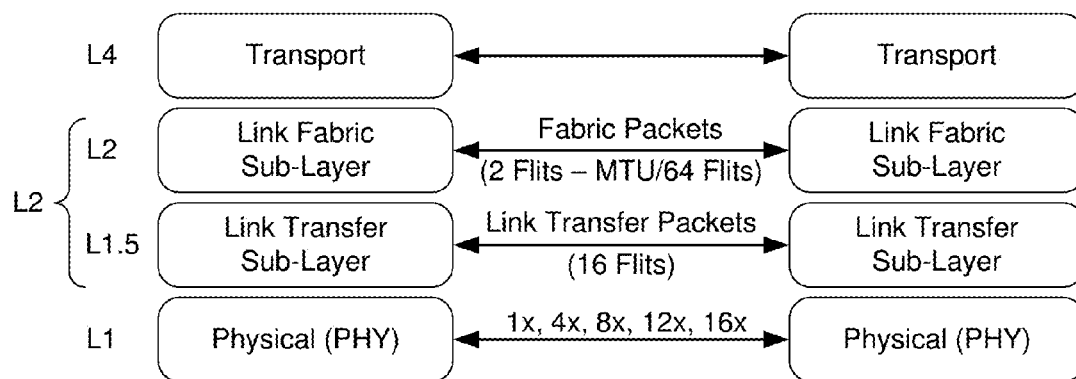 L4
Transport
Transport
L2
L2
Link Fabric
Sub-Layer
Fabric Packets
(2 Flits – MTU/64 Flits)
Link Fabric
Sub-Layer
L1.5
Link Transfer
Sub-Layer
Link Transfer Packets
(16 Flits)
Link Transfer
Sub-Layer
L1
Physical (PHY)
1x, 4x, 8x, 12x, 16x
Physical (PHY)